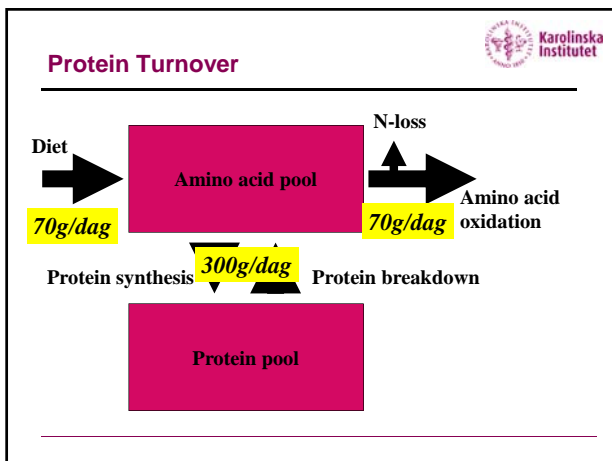 Karolinska
Institutet
Protein Turnover
N-loss
Diet
Amino acid pool
Amino acid
oxidation
70g/dag
70g/dag
Protein synthesis
300g/dag
Protein breakdown
Protein pool